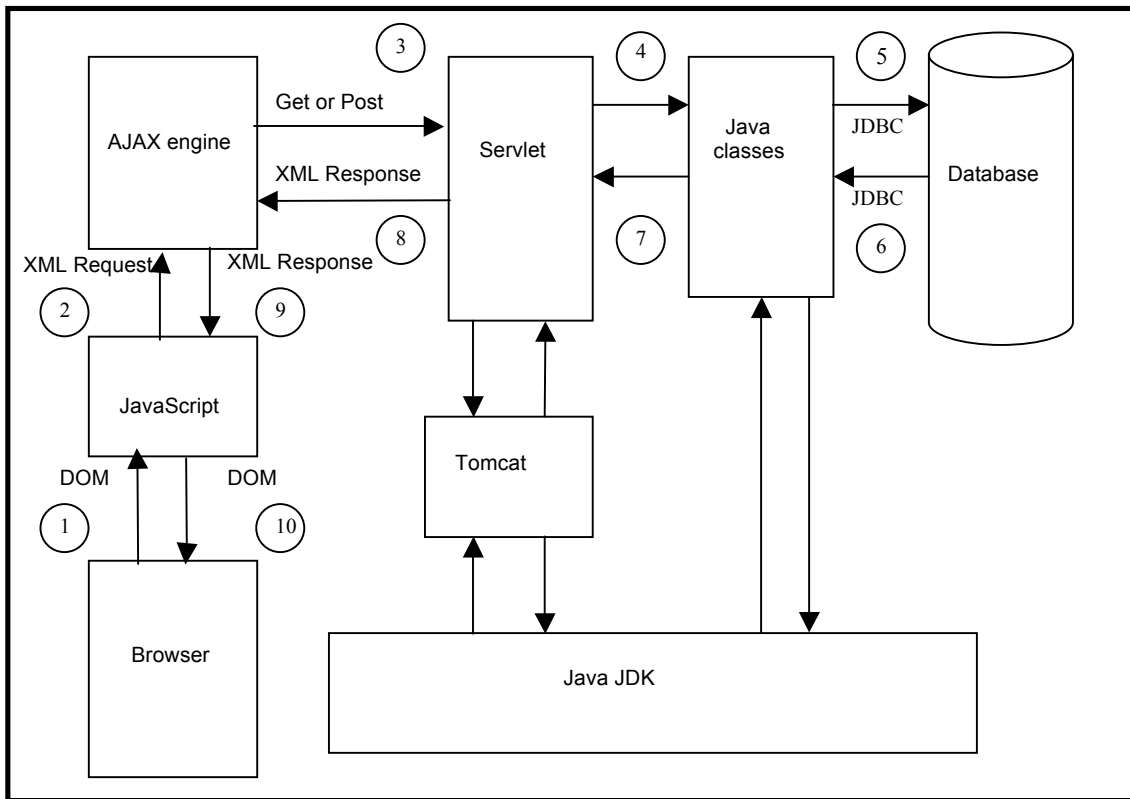 3
4
5
Get or Post
AJAX engine
Servlet
Java
classes
JDBC
Database
XML Response
JDBC
8
7
6
XML Request
XML Response
2
9
JavaScript
Tomcat
DOM
DOM
1
10
Browser
Java JDK